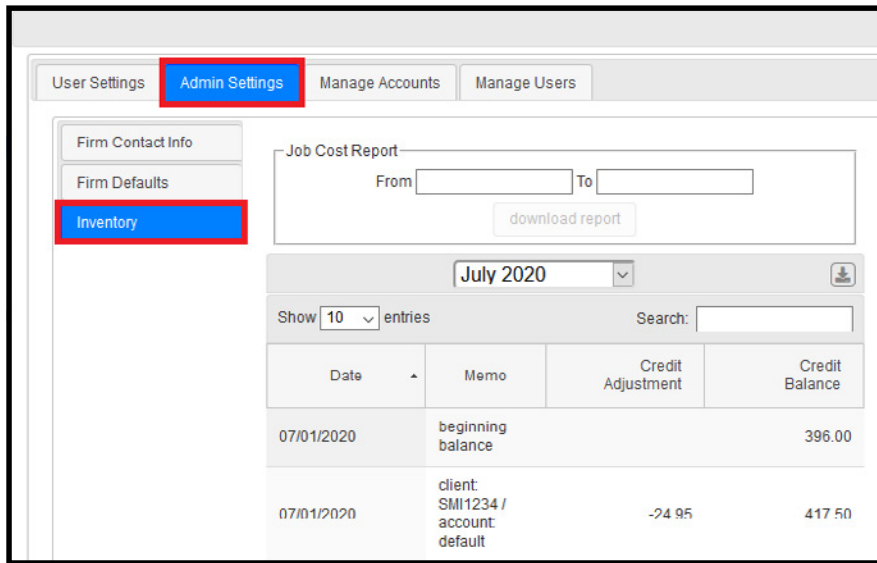 User Settings Admin Settings Manage Accounts Manage Users
Firm Contact Info
Firm Defaults
Inventory
Job Cost Report
From To
download report
July 2020
Show 10 entries Search:
Date Memo Credit Adjustment Credit Balance
07/01/2020 beginning balance 396.00
07/01/2020 client: SMI1234 / account: default -24.95 417.50